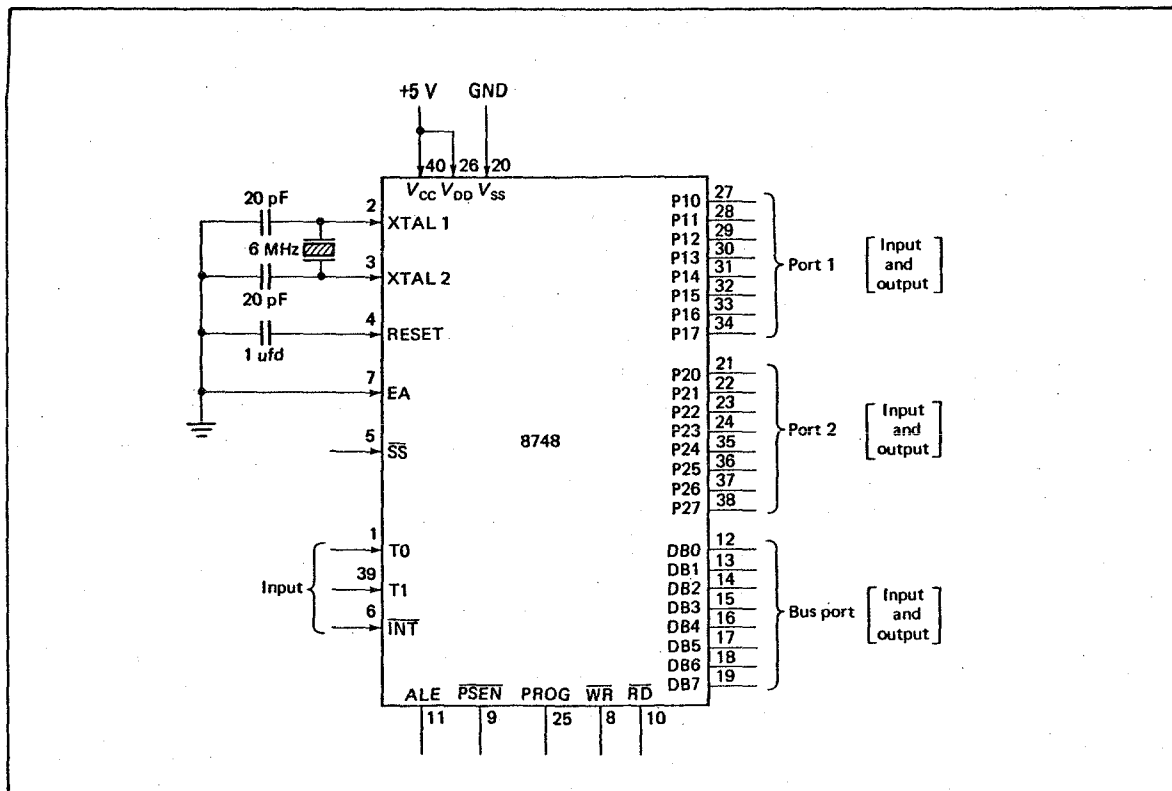 +5 V GND
40 26 20
VCC VDD VSS
20 pF
2
XTAL 1
6 MHz
3
XTAL 2
20 pF
4
RESET
1 ufd
7
EA
5
SS
8748
1
T0
39
Input
T1
6
INT
P10 27
P11 28
P12 29
P13 30
P14 31
P15 32
P16 33
P17 34
Port 1
Input
and
output
P20 21
P21 22
P22 23
P23 24
P24 35
P25 36
P26 37
P27 38
Port 2
Input
and
output
DB0 12
DB1 13
DB2 14
DB3 15
DB4 16
DB5 17
DB6 18
DB7 19
Bus port
Input
and
output
ALE PSEN PROG WR RD
11 9 25 8 10